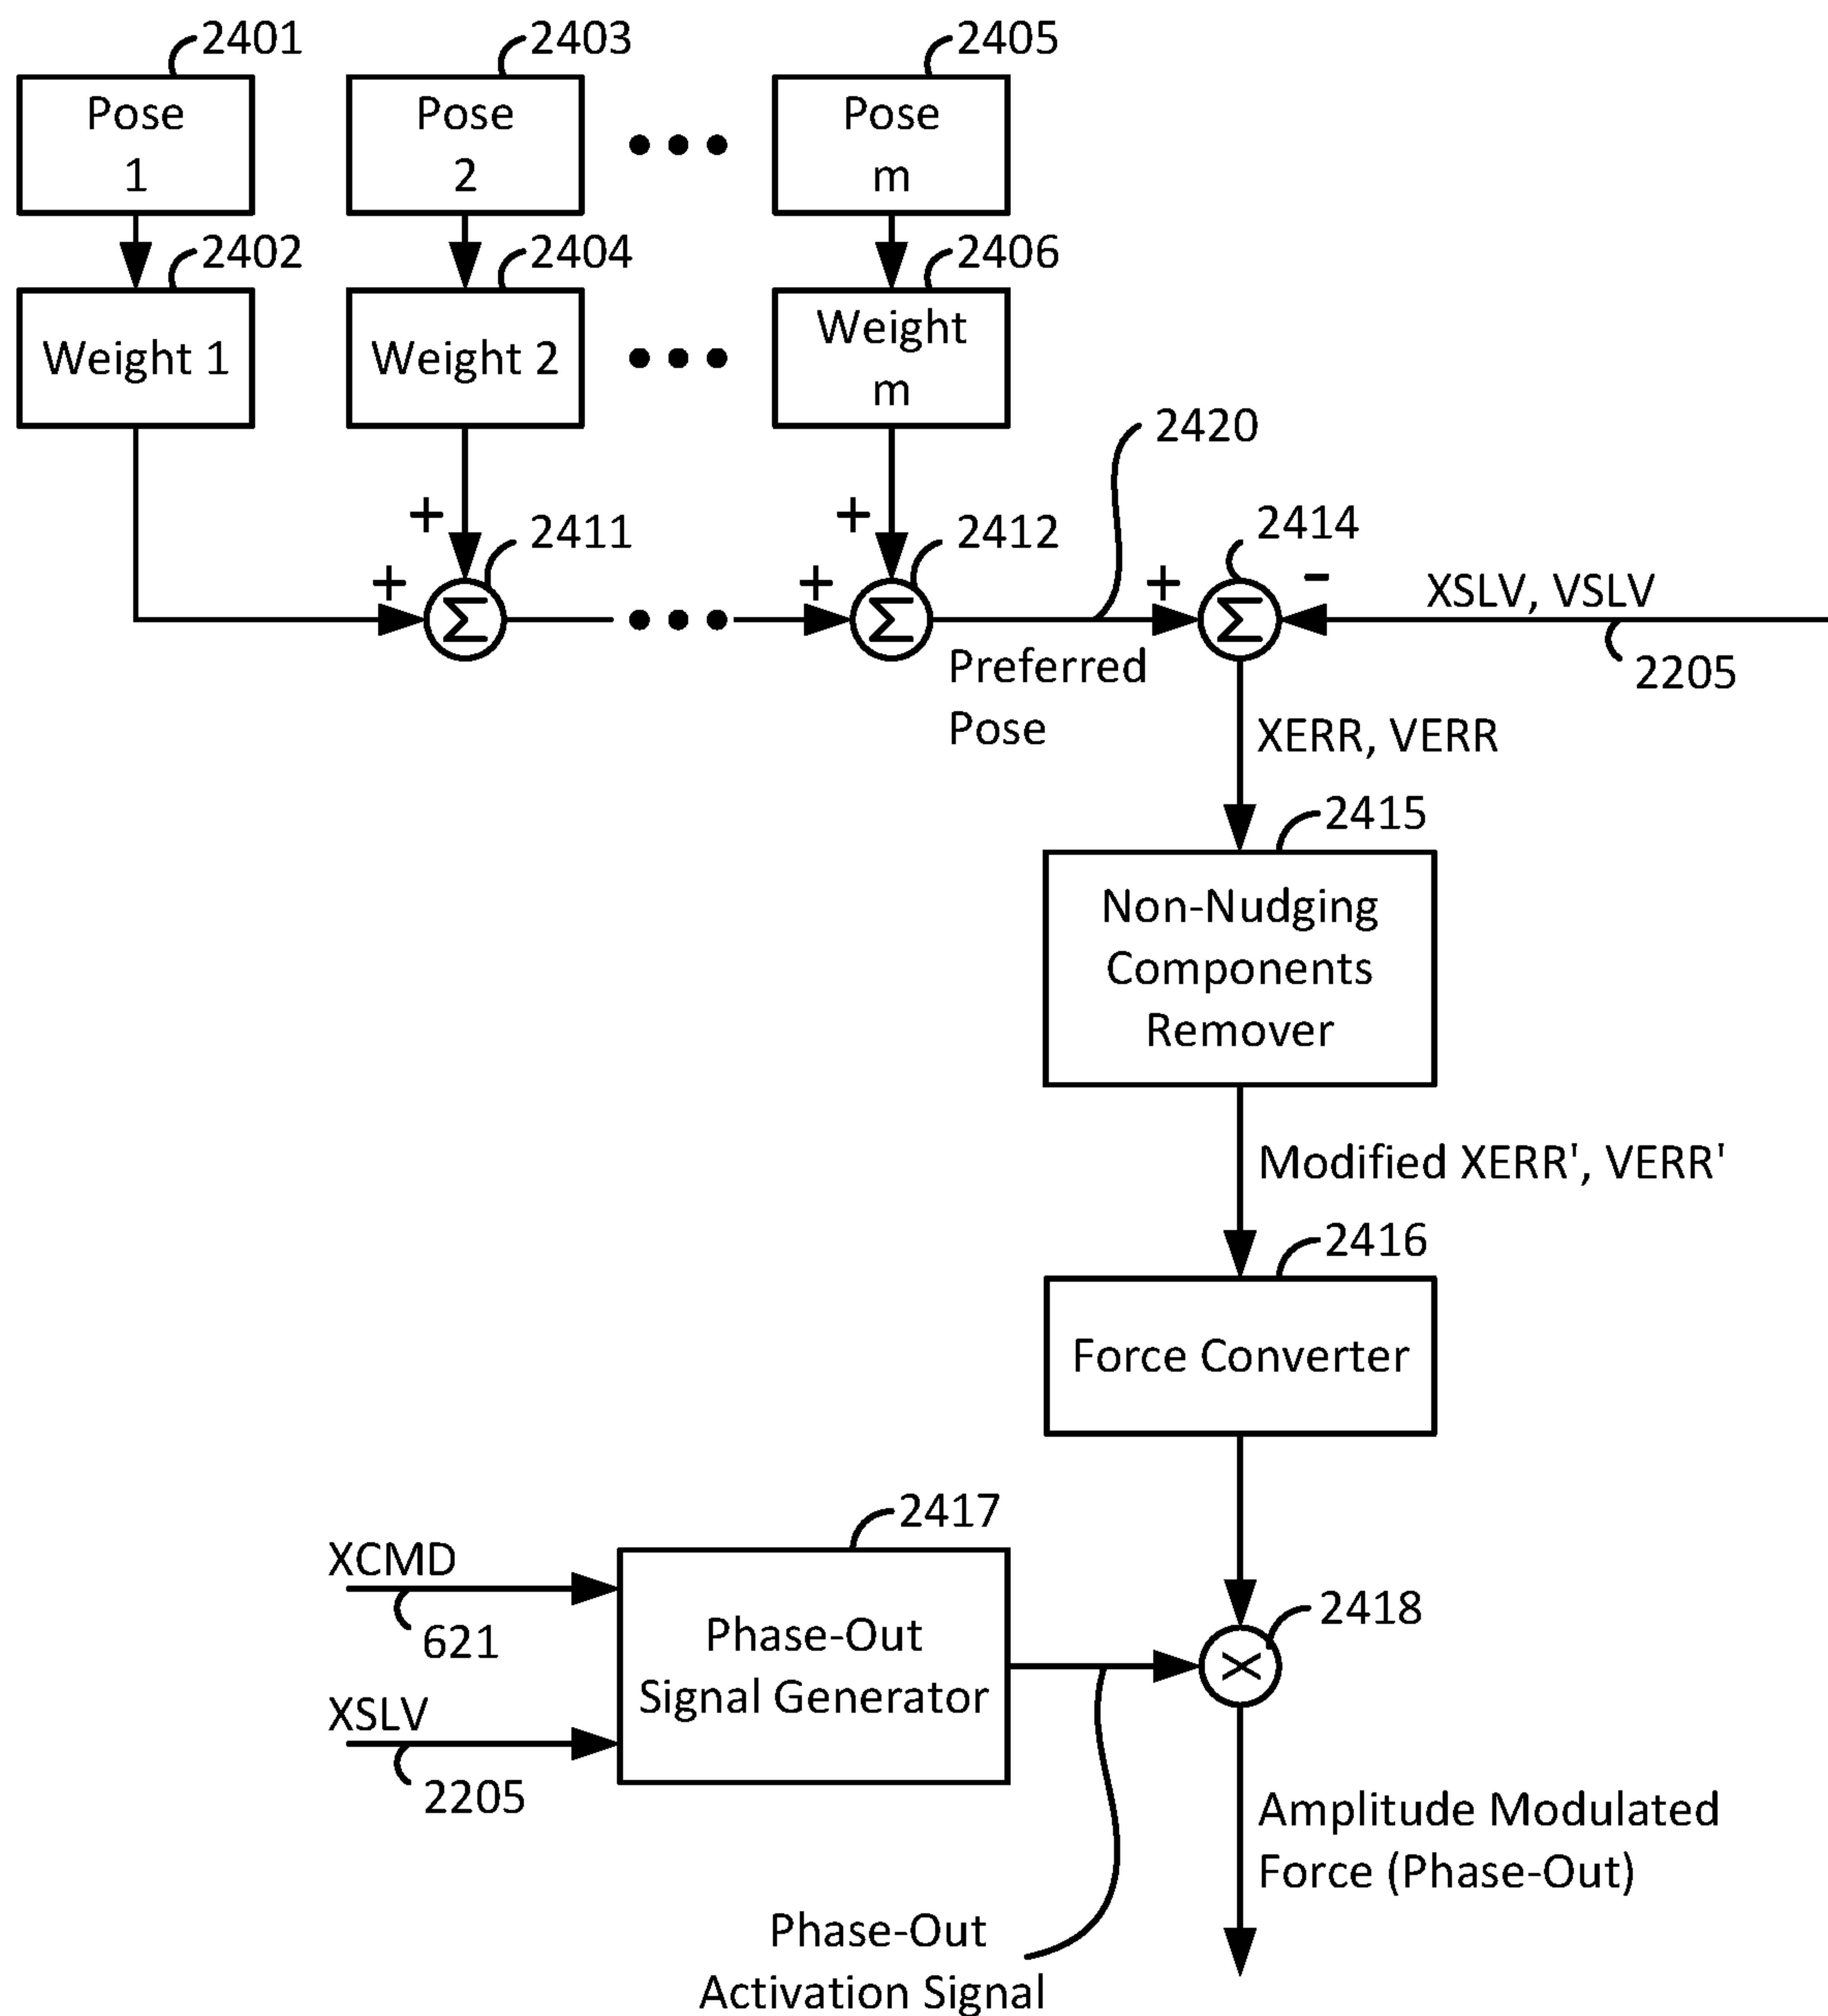 2401
2403
2405
Pose
1
Pose
2
Pose
m
2402
2404
2406
Weight 1
Weight 2
Weight
m
2420
+
+
2411
2412
2414
+
+
+
-
Σ
Σ
Σ
XSLV, VSLV
2205
Preferred
Pose
XERR, VERR
2415
Non-Nudging
Components
Remover
Modified XERR', VERR'
2416
Force Converter
2417
XCMD
621
Phase-Out
Signal Generator
2418
X
XSLV
2205
Amplitude Modulated
Force (Phase-Out)
Phase-Out
Activation Signal